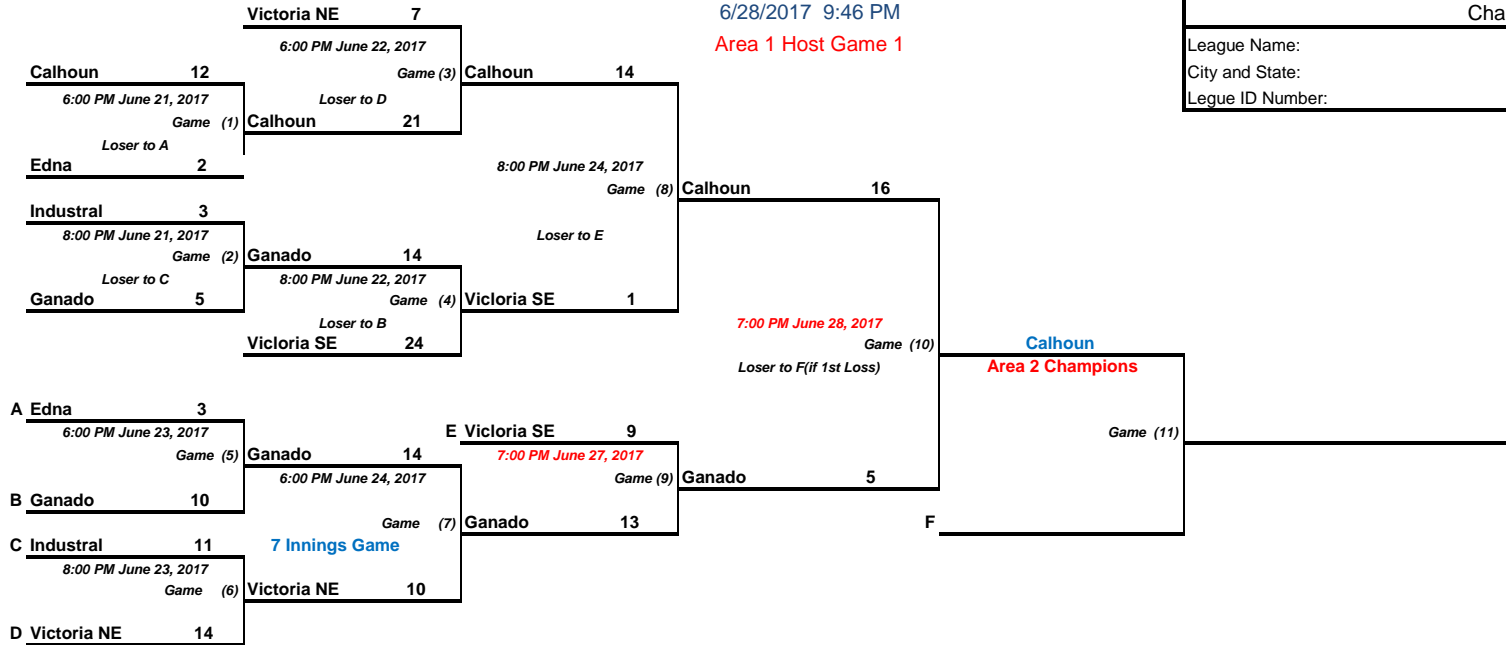 Victoria NE 7
6/28/2017 9:46 PM
Cha
6:00 PM June 22, 2017
Area 1 Host Game 1
League Name:
Calhoun 12
Game (3) Calhoun 14
City and State:
6:00 PM June 21, 2017
Loser to D
Legue ID Number:
Game (1) Calhoun 21
Loser to A
Edna 2
8:00 PM June 24, 2017
Game (8) Calhoun 16
Industral 3
8:00 PM June 21, 2017
Loser to E
Game (2) Ganado 14
Loser to C
8:00 PM June 22, 2017
Ganado 5
Game (4) Vicloria SE 1
Loser to B
7:00 PM June 28, 2017
Vicloria SE 24
Game (10) Calhoun
Loser to F(if 1st Loss)
Area 2 Champions
A Edna 3
6:00 PM June 23, 2017
E Vicloria SE 9
Game (11)
Game (5) Ganado 14
7:00 PM June 27, 2017
6:00 PM June 24, 2017
Game (9) Ganado 5
B Ganado 10
Game (7) Ganado 13
F
C Industral 11
7 Innings Game
8:00 PM June 23, 2017
Game (6) Victoria NE 10
D Victoria NE 14